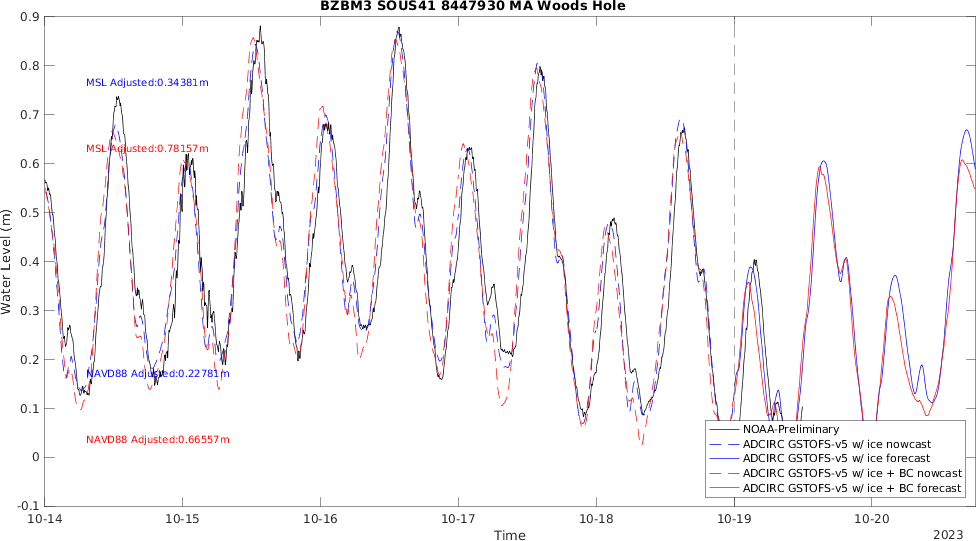 BZBM3 SOUS41 8447930 MA Woods Hole
0.9
0.8
0.7
0.6
0.5
0.4
0.3
0.2
0.1
0
-0.1
Water Level (m)
MSL Adjusted:0.34381m
MSL Adjusted:0.78157m
NAVD88 Adjusted:0.22781m
NAVD88 Adjusted:0.66557m
NOAA-Preliminary
ADCIRC GSTOFS-v5 w/ ice nowcast
ADCIRC GSTOFS-v5 w/ ice forecast
ADCIRC GSTOFS-v5 w/ ice + BC nowcast
ADCIRC GSTOFS-v5 w/ ice + BC forecast
10-14 10-15 10-16 10-17 10-18 10-19 10-20
Time
2023